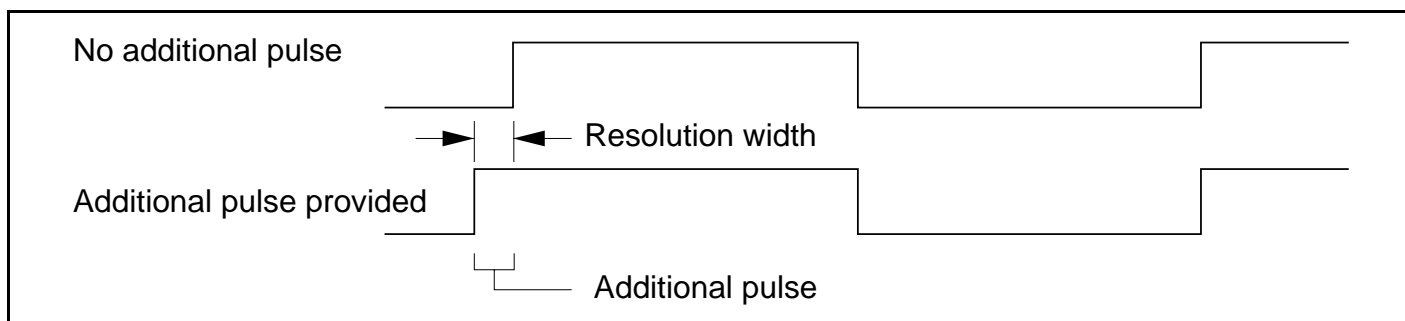 No additional pulse
Resolution width
Additional pulse provided
Additional pulse